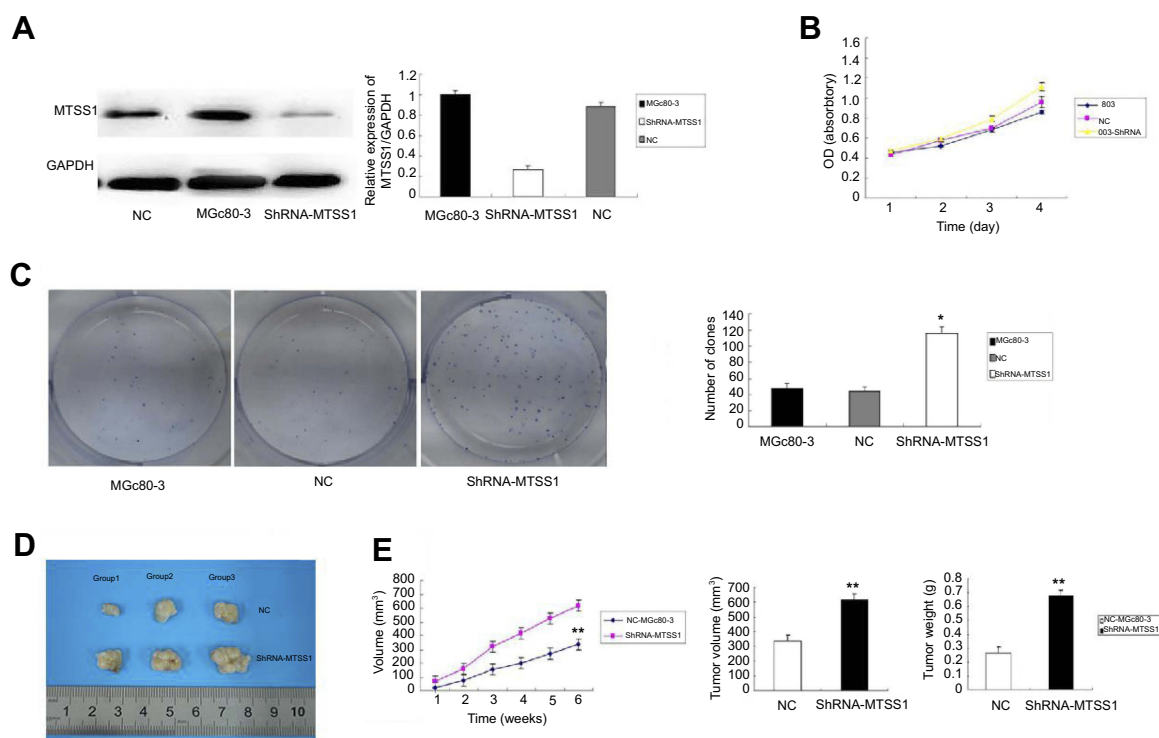 A
MTSS1
GAPDH
NC MGc80-3 ShRNA-MTSS1
Relative expression of
MTSS1/GAPDH
1.2
1
0.8
0.6
0.4
0.2
0
MGc80-3 ShRNA-MTSS1 NC
MGc80-3
ShRNA-MTSS1
NC
B
OD (absorbtory)
1.6
1.4
1.2
1.0
0.8
0.6
0.4
0.2
0
1 2 3 4
Time (day)
803
NC
003-ShRNA
C
MGc80-3 NC ShRNA-MTSS1
Number of clones
140
120
100
80
60
40
20
0
*
MGc80-3 NC ShRNA-MTSS1
MGc80-3
NC
ShRNA-MTSS1
D
Group1 Group2 Group3
NC
ShRNA-MTSS1
1 2 3 4 5 6 7 8 9 10
E
Volume (mm³)
800
700
600
500
400
300
200
100
0
**
1 2 3 4 5 6
Time (weeks)
NC-MGc80-3
ShRNA-MTSS1
Tumor volume (mm³)
700
600
500
400
300
200
100
0
**
NC ShRNA-MTSS1
Tumor weight (g)
0.8
0.7
0.6
0.5
0.4
0.3
0.2
0.1
0
**
NC ShRNA-MTSS1
NC-MGc80-3
ShRNA-MTSS1